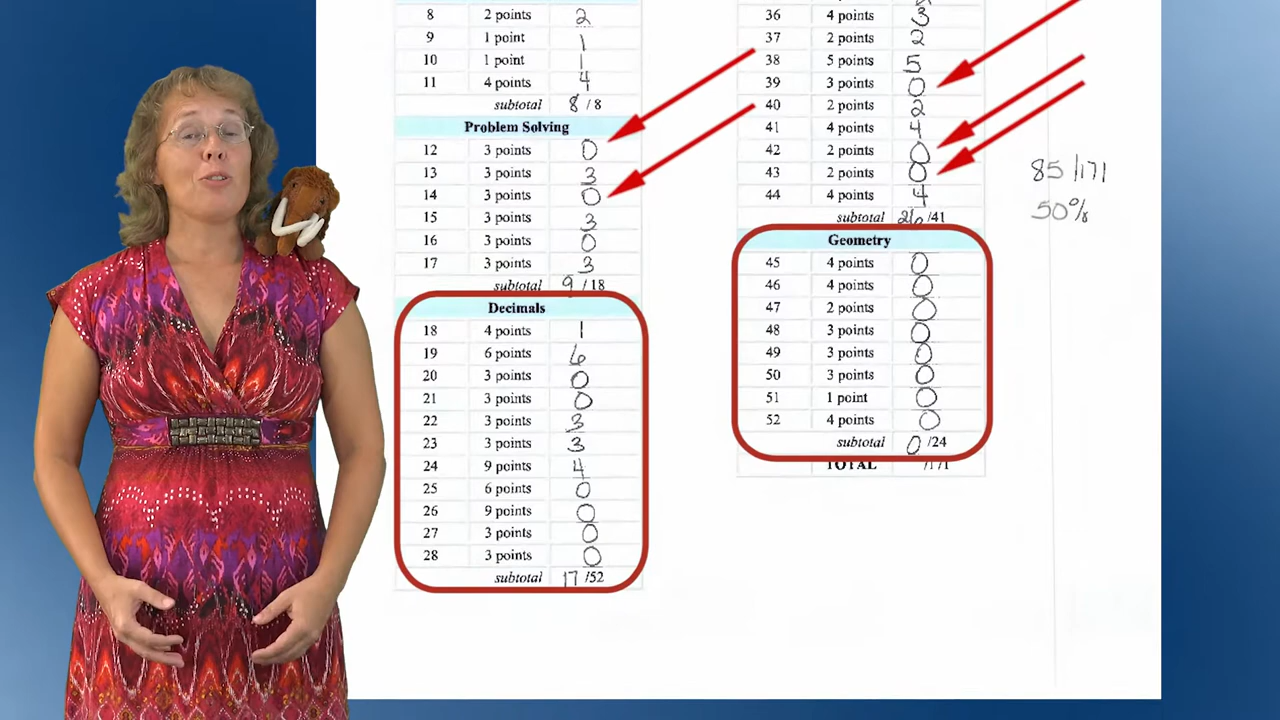 8 2 points 2
9 1 point 1
10 1 point 1
11 4 points 4
subtotal 8 / 8
Problem Solving
12 3 points 0
13 3 points 3
14 3 points 0
15 3 points 3
16 3 points 0
17 3 points 3
subtotal 9 / 18
Decimals
18 4 points 1
19 6 points 6
20 3 points 0
21 3 points 0
22 3 points 3
23 3 points 3
24 9 points 4
25 6 points 0
26 9 points 0
27 3 points 0
28 3 points 0
subtotal 17 /52
36 4 points 3
37 2 points 2
38 5 points 5
39 3 points 0
40 2 points 2
41 4 points 4
42 2 points 0
43 2 points 0
44 4 points 4
subtotal 26 /41
Geometry
45 4 points 0
46 4 points 0
47 2 points 0
48 3 points 0
49 3 points 0
50 3 points 0
51 1 point 0
52 4 points 0
subtotal 0 /24
TOTAL /171
85 /171
50%